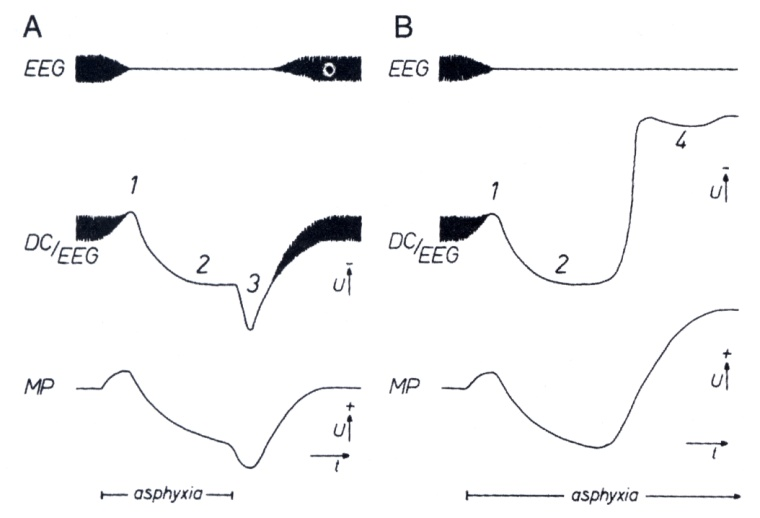 A
EEG
1
DC/EEG
2
3
U
-
MP
+
U
t
asphyxia
B
EEG
4
-
U
1
DC/EEG
2
MP
+
U
t
asphyxia